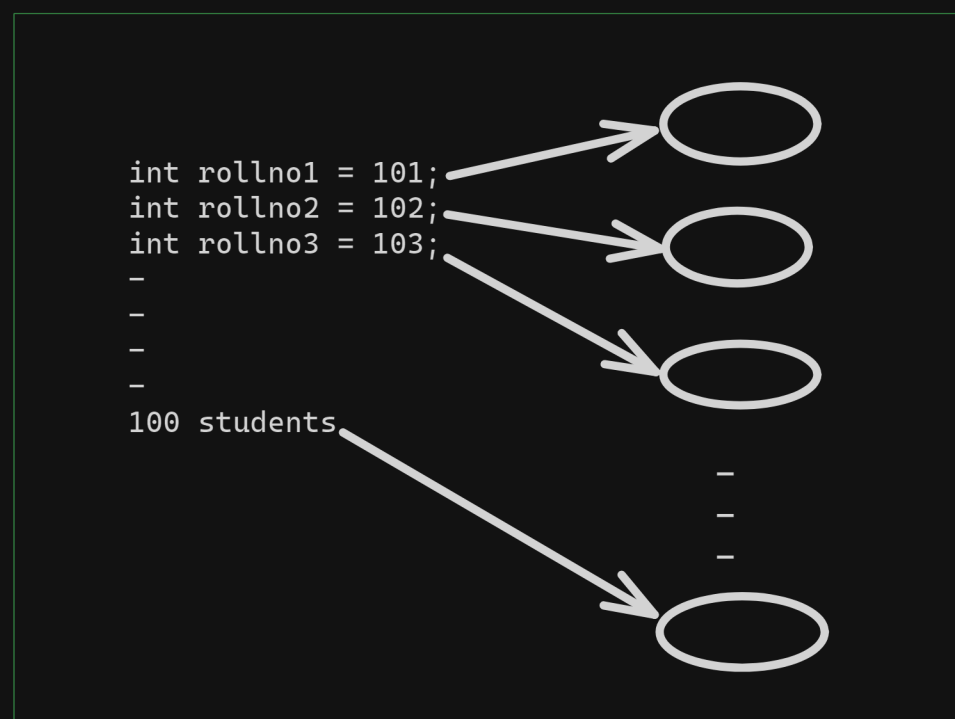 int rollno1 = 101;
int rollno2 = 102;
int rollno3 = 103;
–
–
–
–
100 students
–
–
–